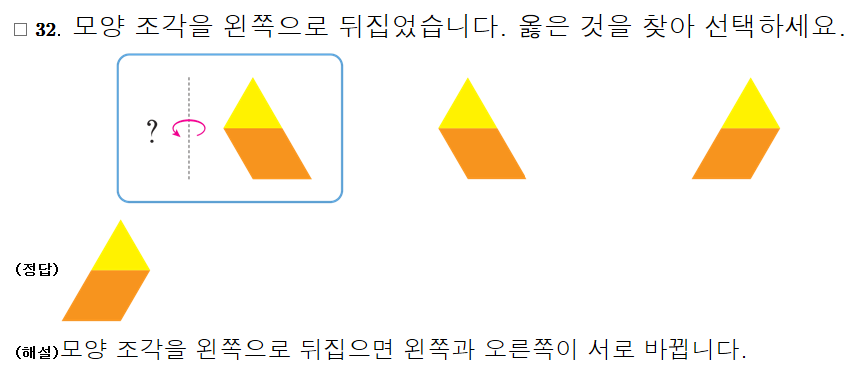 □ 32. 모양 조각을 왼쪽으로 뒤집었습니다. 옳은 것을 찾아 선택하세요.
?
(정답)
(해설)모양 조각을 왼쪽으로 뒤집으면 왼쪽과 오른쪽이 서로 바뀝니다.